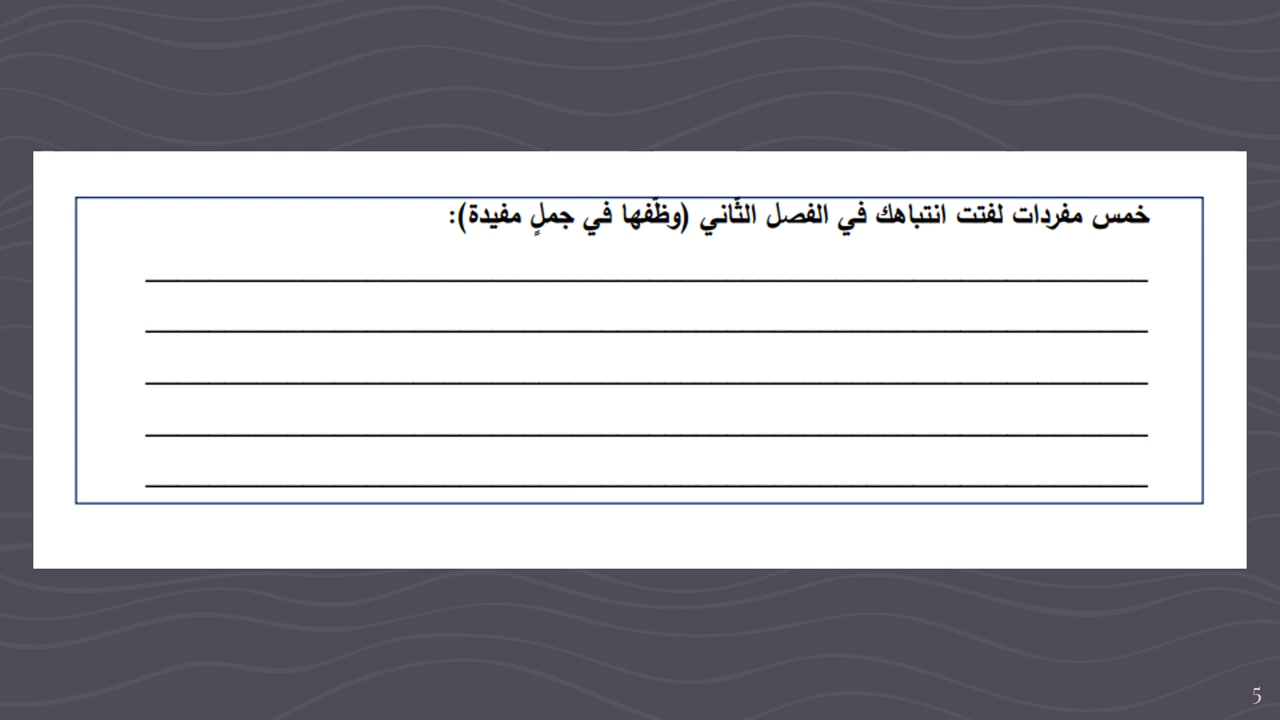 خمس مفردات لفتت انتباهك في الفصل الثّاني (وظّفها في جملٍ مفيدة):
5